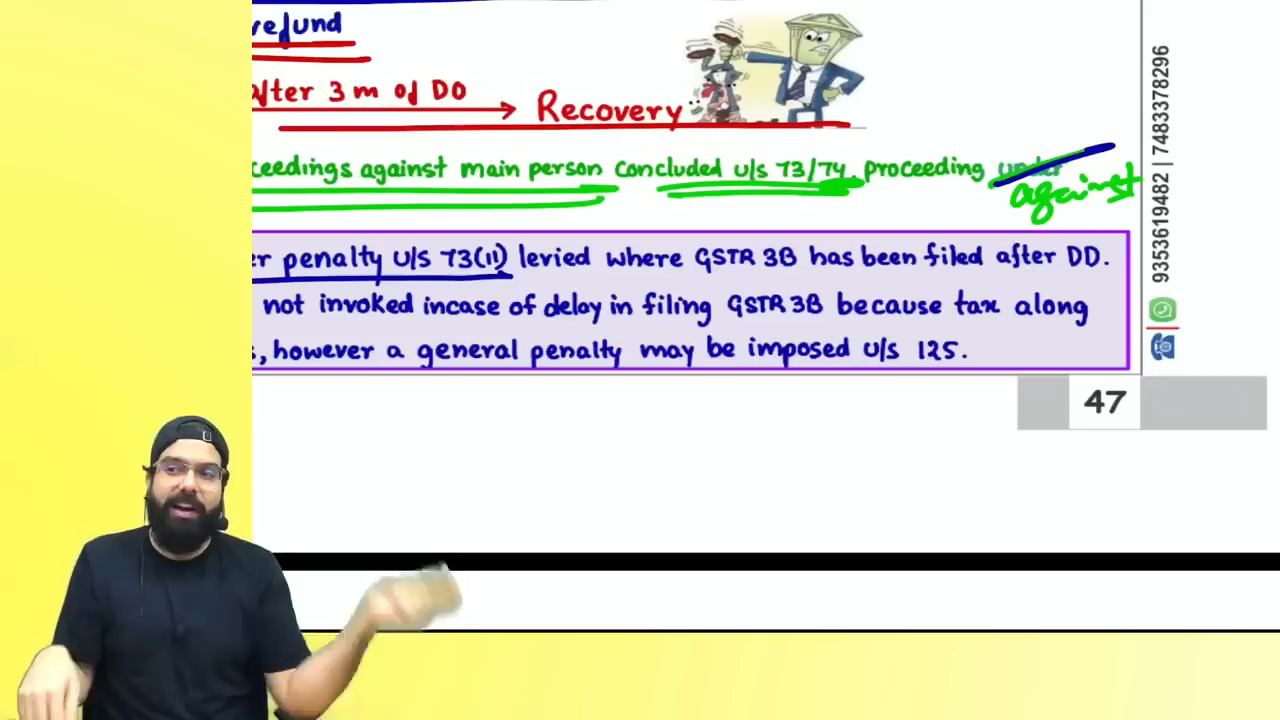 refund
after 3 m of DO
Recovery
ceedings against main person concluded u/s 73/74, proceeding under
against
er penalty u/s 73(11) levied where GSTR 3B has been filed after DD.
not invoked incase of delay in filing GSTR 3B because tax along
s, however a general penalty may be imposed u/s 125.
47
9353619482 | 7483378296